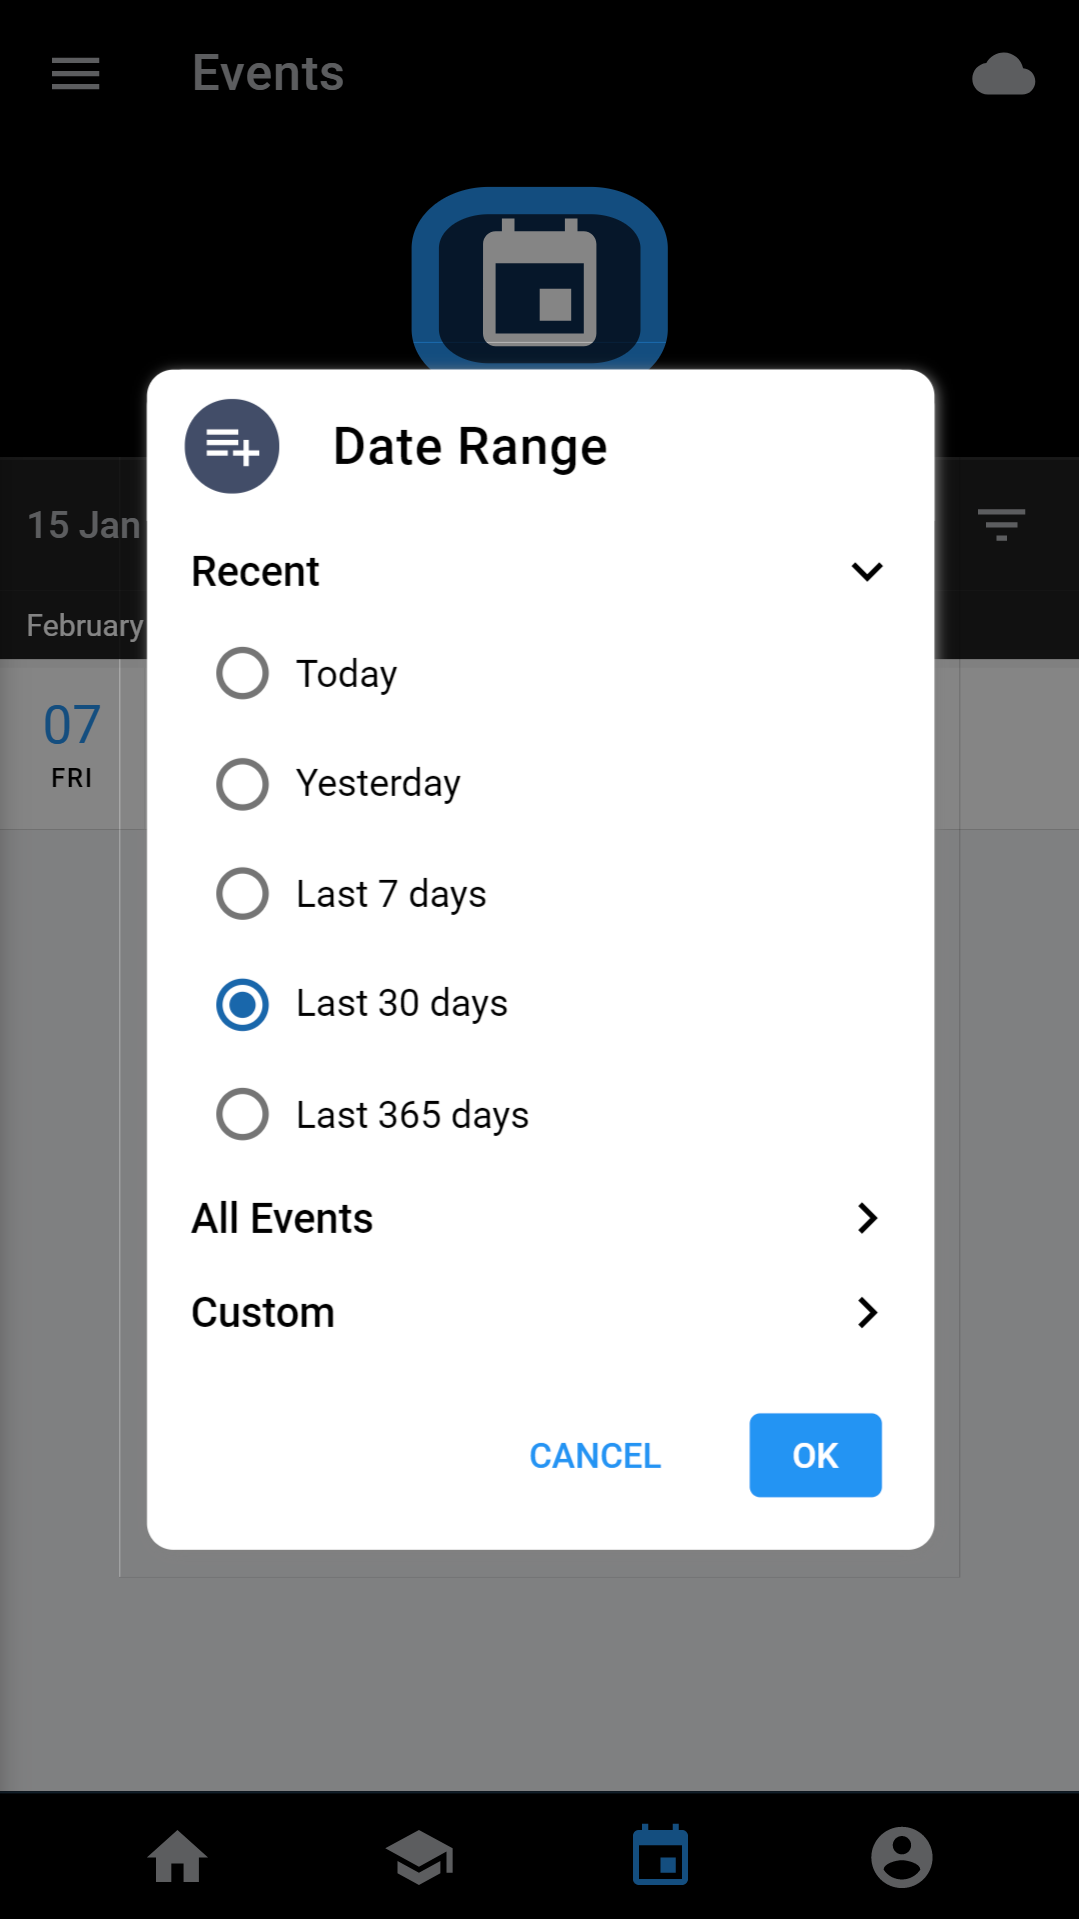 Events
Date Range
15 Jan
Recent
February
Today
07
FRI
Yesterday
Last 7 days
Last 30 days
Last 365 days
All Events
Custom
CANCEL
OK